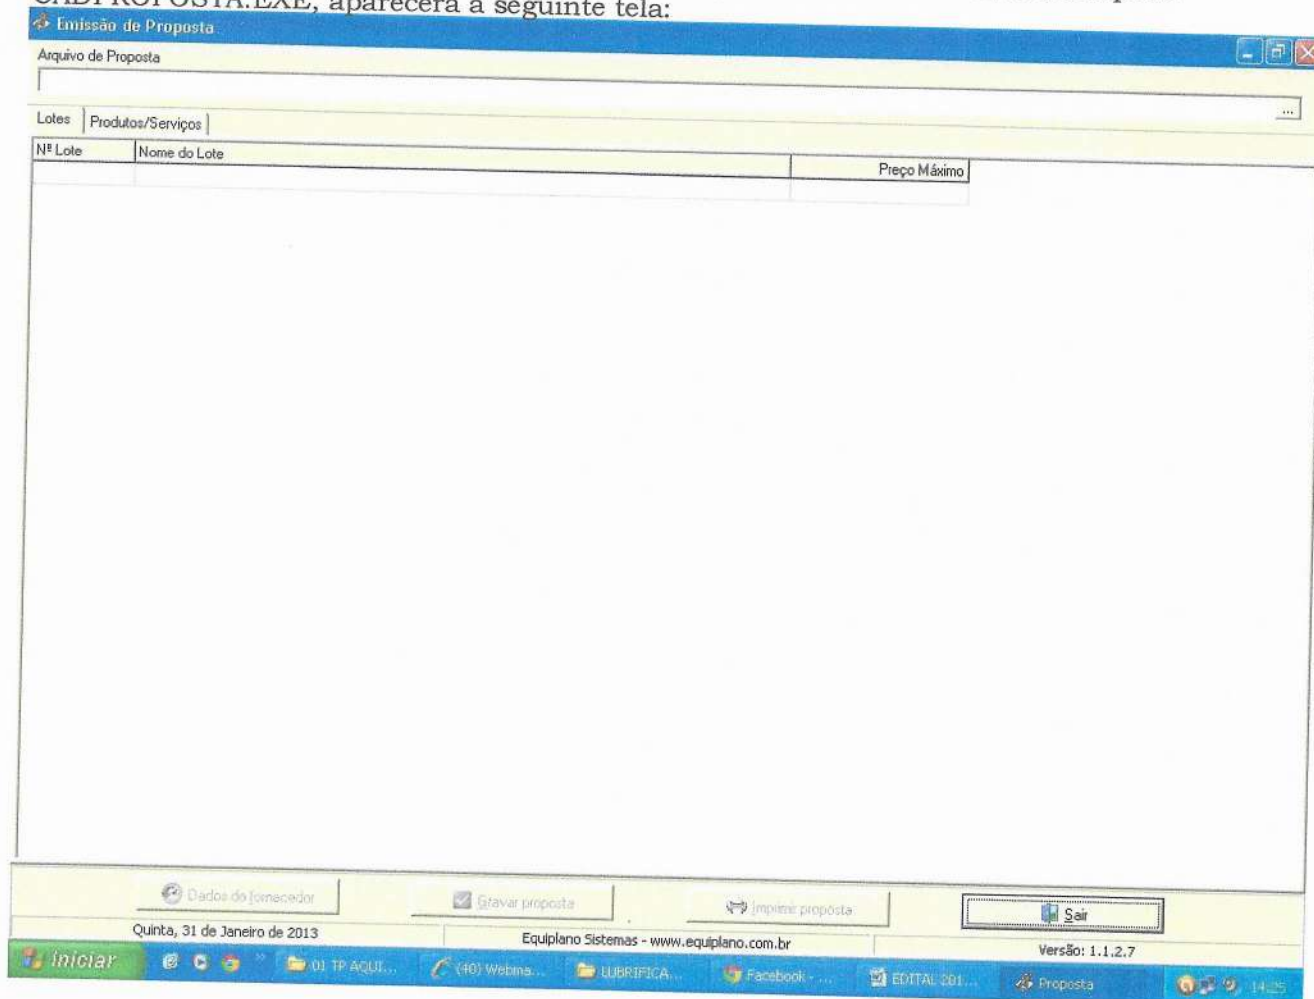 CADPROPOSTA.EXE, aparecerá a seguinte tela:
Emissão de Proposta
Arquivo de Proposta
...
Lotes Produtos/Serviços
Nº Lote Nome do Lote Preço Máximo
Dados do fornecedor Gravar proposta Imprimir proposta Sair
Quinta, 31 de Janeiro de 2013 Equiplano Sistemas - www.equiplano.com.br Versão: 1.1.2.7
Iniciar 01 TP AQUI... (40) Webma... LUBRIFICA... Facebook - ... EDITAL 201... Proposta 14:25